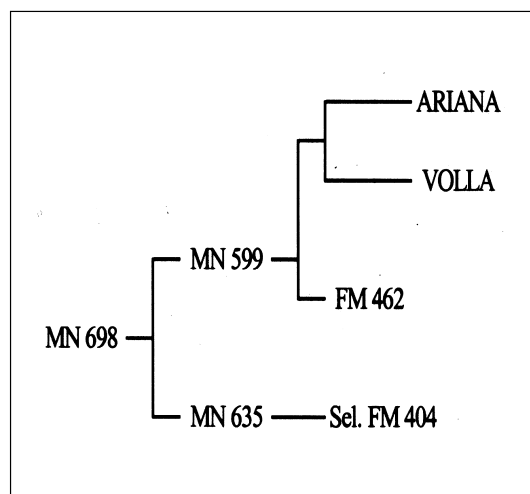 ARIANA
VOLLA
MN 599
FM 462
MN 698
MN 635
Sel. FM 404